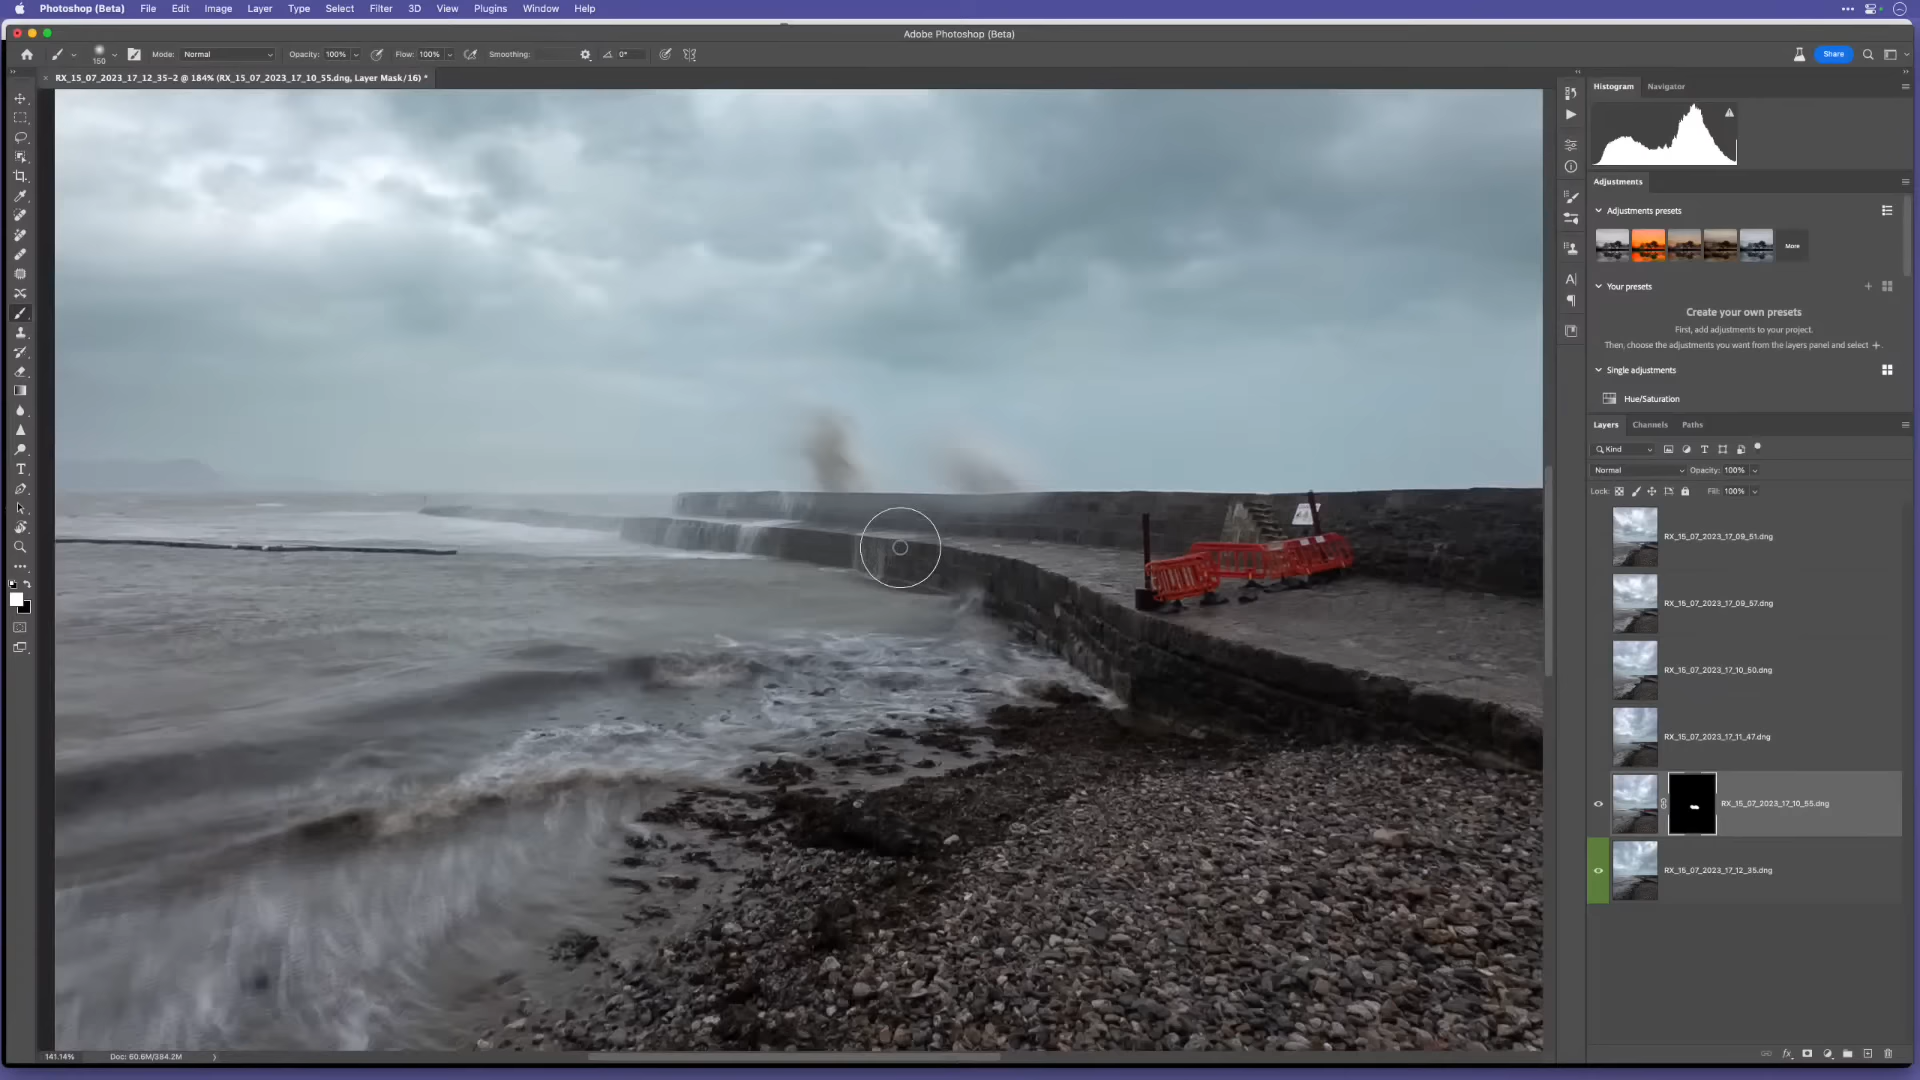 Photoshop (Beta) File Edit Image Layer Type Select Filter 3D View Plugins Window Help
Adobe Photoshop (Beta)
150 Mode: Normal Opacity: 100% Flow: 100% Smoothing: 0° Share
RX_15_07_2023_17_12_35-2 @ 184% (RX_15_07_2023_17_10_55.dng, Layer Mask/16) *
Histogram Navigator
Adjustments
Adjustments presets
More
Your presets
Create your own presets
First, add adjustments to your project.
Then, choose the adjustments you want from the layers panel and select +.
Single adjustments
Hue/Saturation
Layers Channels Paths
Kind
Normal Opacity: 100%
Lock: Fill: 100%
RX_15_07_2023_17_09_51.dng
RX_15_07_2023_17_09_57.dng
RX_15_07_2023_17_10_50.dng
RX_15_07_2023_17_11_47.dng
RX_15_07_2023_17_10_55.dng
RX_15_07_2023_17_12_35.dng
141.14% Doc: 60.6M/384.2M